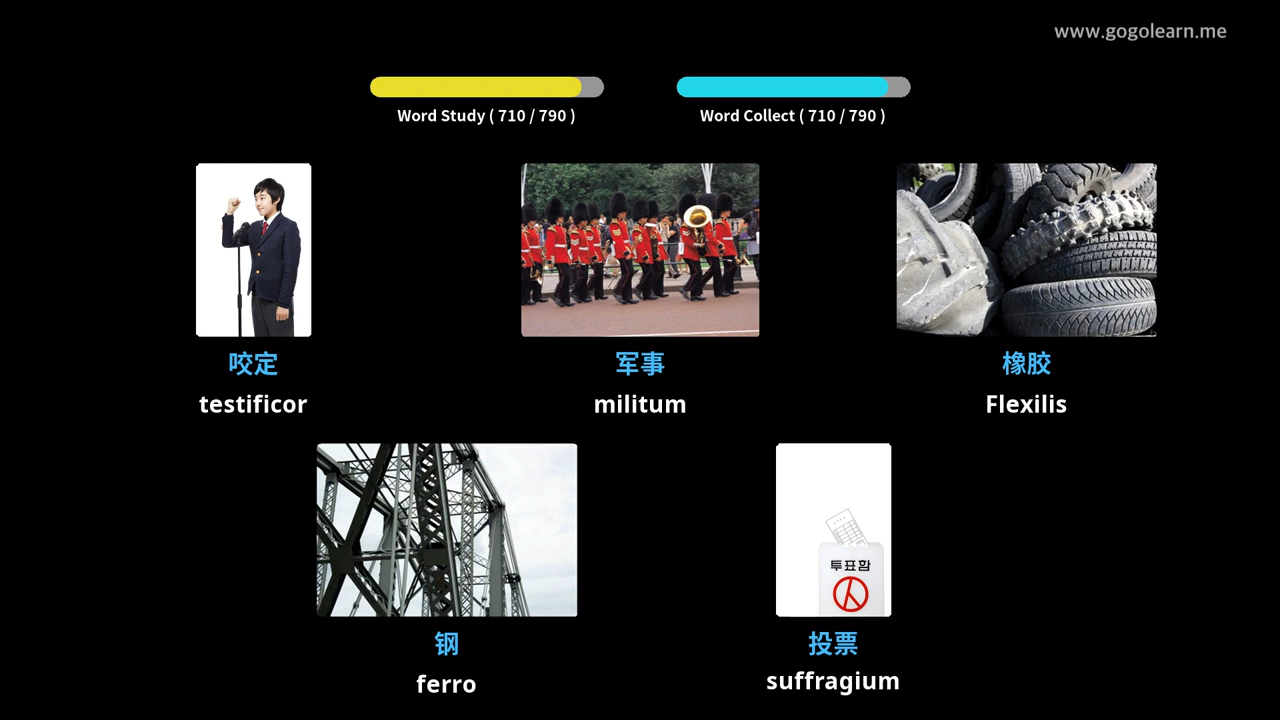 www.gogolearn.me
Word Study ( 710 / 790 )
Word Collect ( 710 / 790 )
咬定
testificor
军事
militum
橡胶
Flexilis
钢
ferro
투표함
投票
suffragium